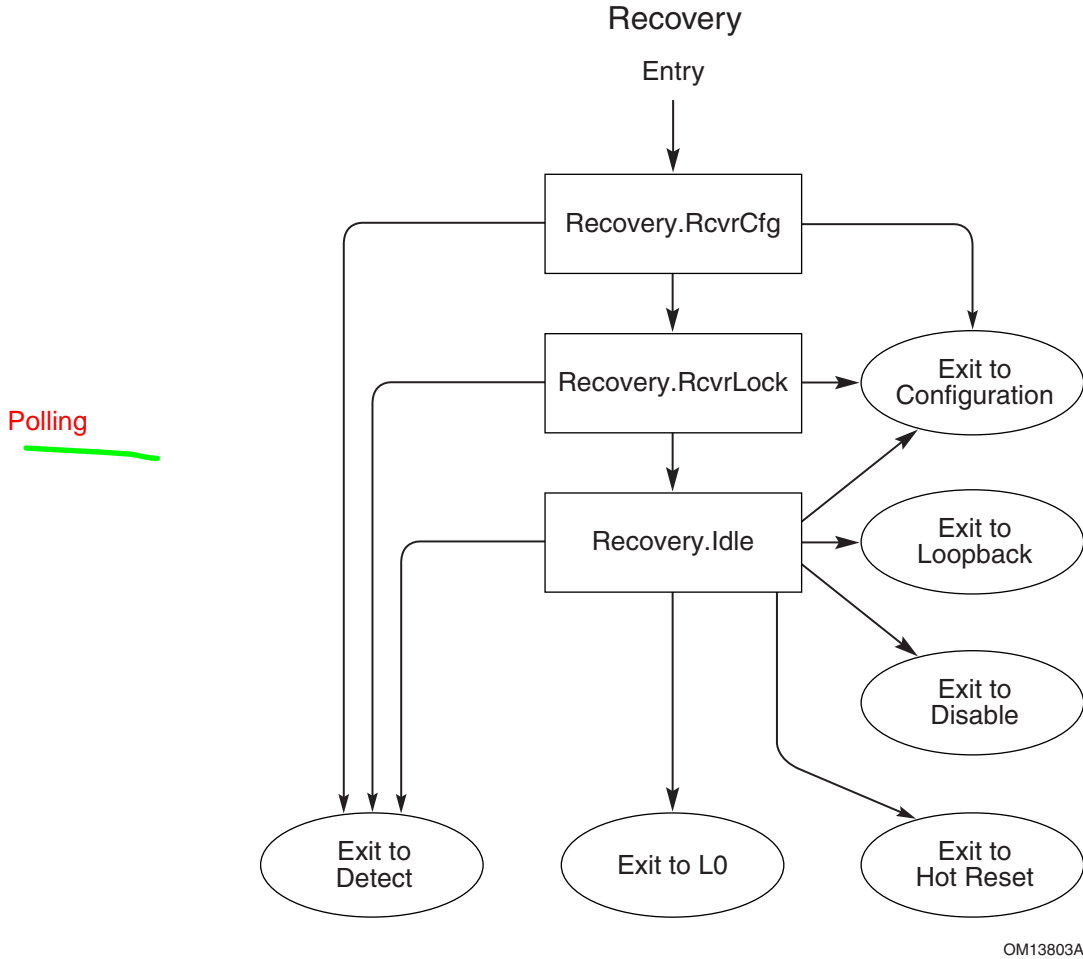 Recovery
Entry
Recovery.RcvrCfg
Recovery.RcvrLock
Exit to
Configuration
Polling
Recovery.Idle
Exit to
Loopback
Exit to
Disable
Exit to
Detect
Exit to L0
Exit to
Hot Reset
OM13803A